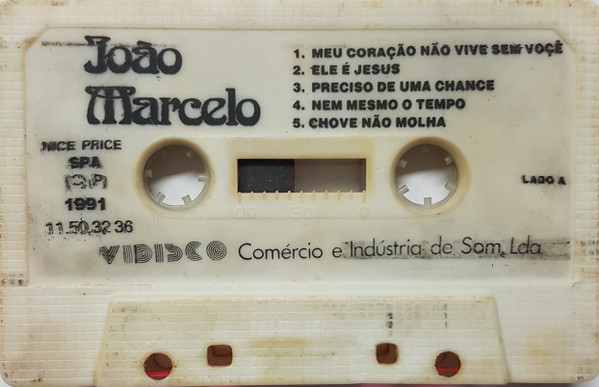 João
Marcelo
1. MEU CORAÇÃO NÃO VIVE SEM VOÇÊ
2. ELE É JESUS
3. PRECISO DE UMA CHANCE
4. NEM MESMO O TEMPO
5. CHOVE NÃO MOLHA
NICE PRICE
SPA
1991
11.50.32 36
LADO A
100 50 0
VIDISCO Comércio e Indústria de Som, Lda